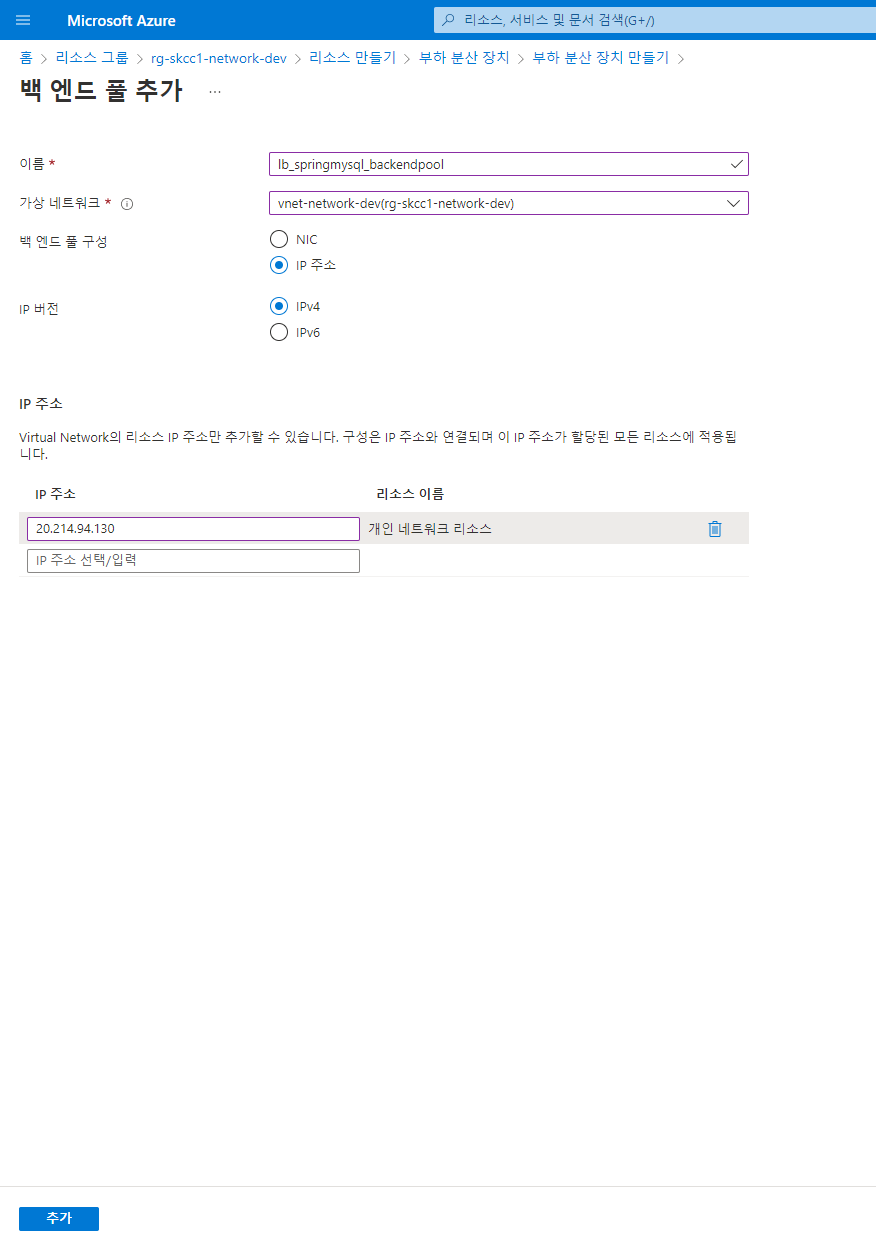 Microsoft Azure
리소스, 서비스 및 문서 검색(G+/)
홈 > 리소스 그룹 > rg-skcc1-network-dev > 리소스 만들기 > 부하 분산 장치 > 부하 분산 장치 만들기 >
백 엔드 풀 추가 ...
이름 *
lb_springmysql_backendpool
가상 네트워크 *
vnet-network-dev(rg-skcc1-network-dev)
백 엔드 풀 구성
NIC
IP 주소
IP 버전
IPv4
IPv6
IP 주소
Virtual Network의 리소스 IP 주소만 추가할 수 있습니다. 구성은 IP 주소와 연결되며 이 IP 주소가 할당된 모든 리소스에 적용됩
니다.
IP 주소 리소스 이름
20.214.94.130 개인 네트워크 리소스
IP 주소 선택/입력
추가